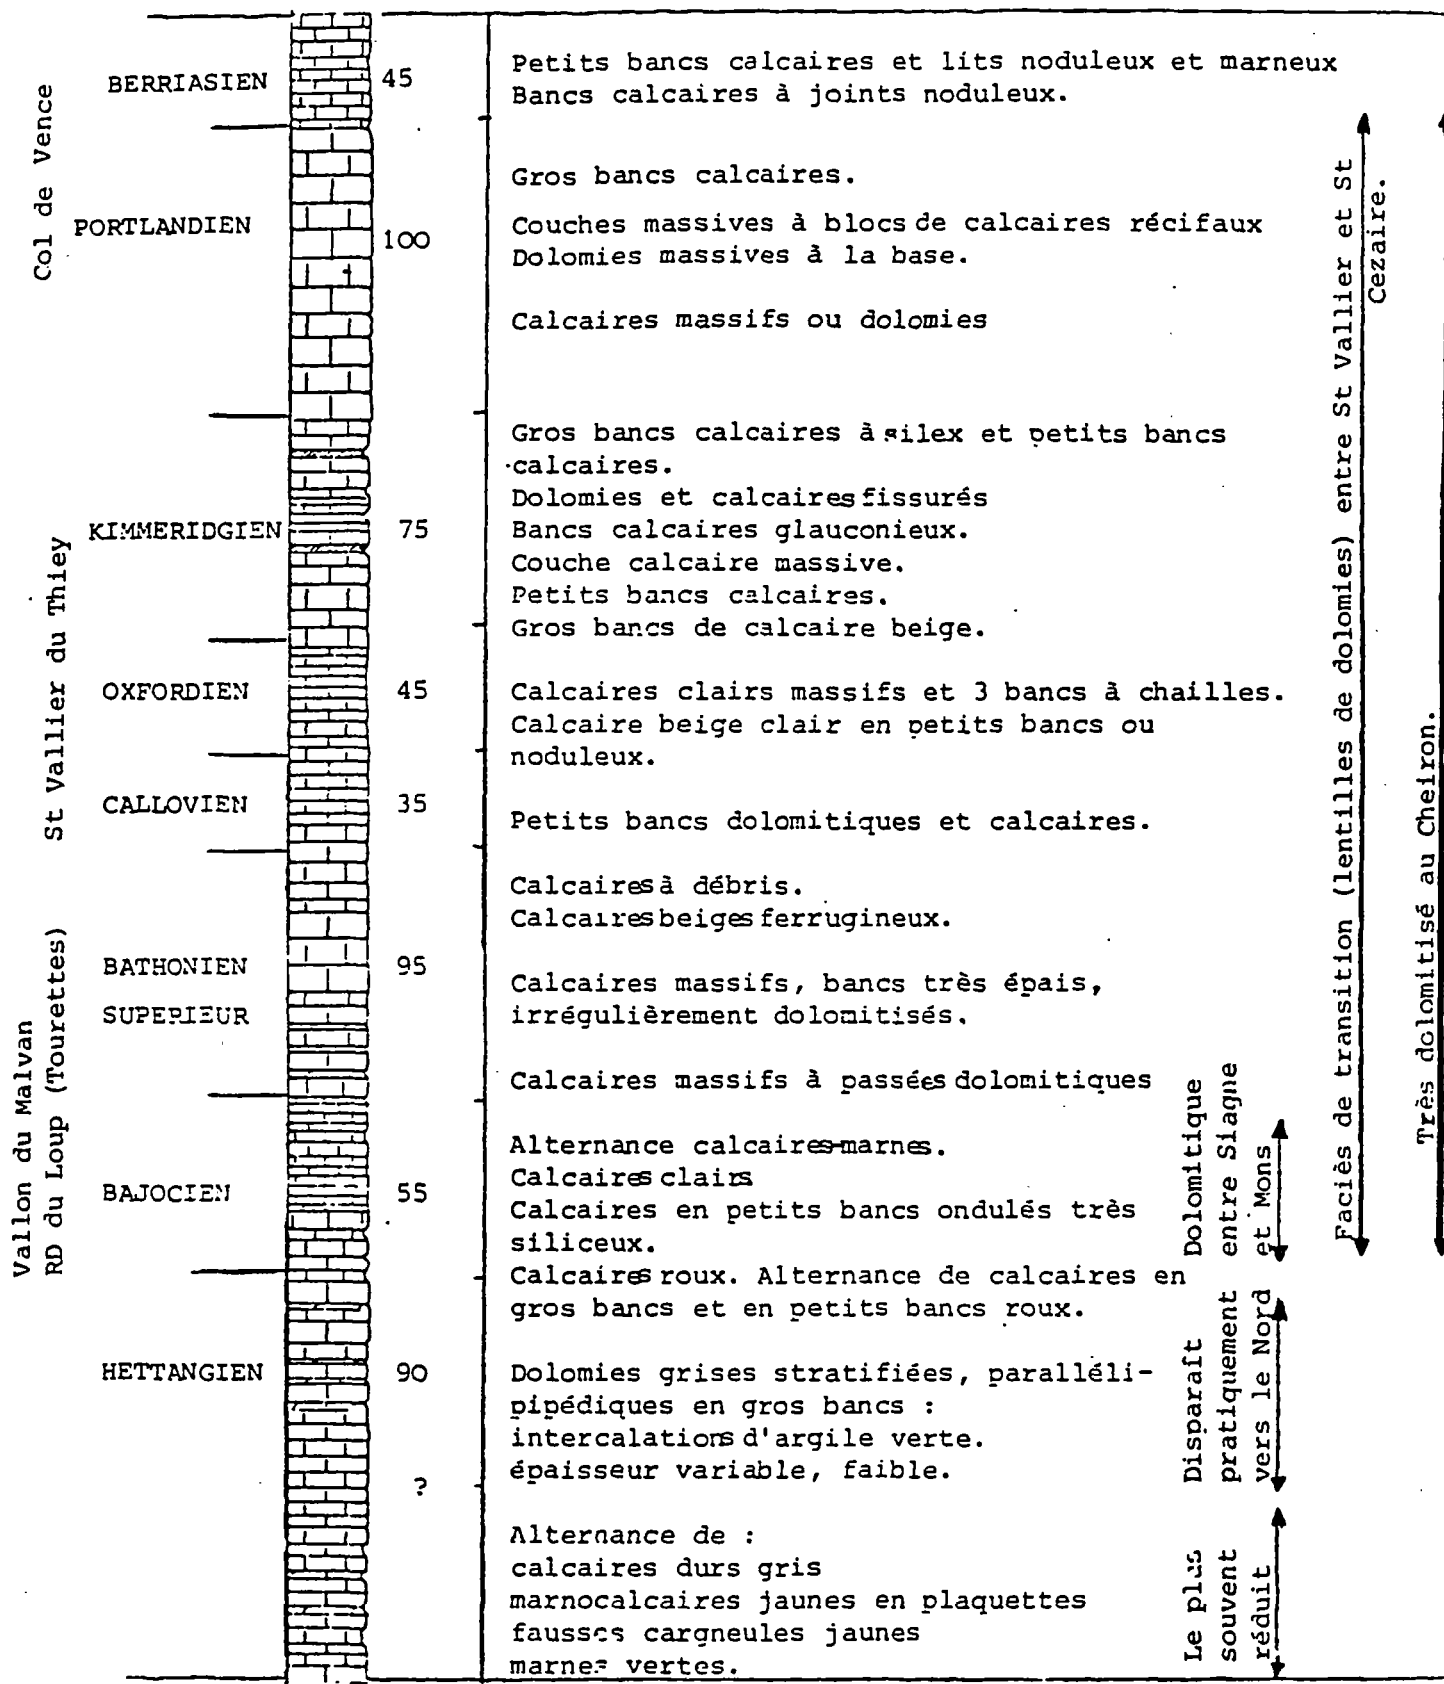 Col de Vence
St Vallier du Thiey
Vallon du Malvan
RD du Loup (Tourettes)
BERRIASIEN
45
Petits bancs calcaires et lits noduleux et marneux
Bancs calcaires à joints noduleux.
PORTLANDIEN
100
Gros bancs calcaires.
Couches massives à blocs de calcaires récifaux
Dolomies massives à la base.
Calcaires massifs ou dolomies
KIMMERIDGIEN
75
Gros bancs calcaires à silex et petits bancs
calcaires.
Dolomies et calcaires fissurés
Bancs calcaires glauconieux.
Couche calcaire massive.
Petits bancs calcaires.
Gros bancs de calcaire beige.
OXFORDIEN
45
Calcaires clairs massifs et 3 bancs à chailles.
Calcaire beige clair en petits bancs ou
noduleux.
CALLOVIEN
35
Petits bancs dolomitiques et calcaires.
BATHONIEN
SUPERIEUR
95
Calcaires à débris.
Calcaires beiges ferrugineux.
Calcaires massifs, bancs très épais,
irrégulièrement dolomitisés.
Calcaires massifs à passées dolomitiques
BAJOCIEN
55
Alternance calcaires-marnes.
Calcaires clairs
Calcaires en petits bancs ondulés très
siliceux.
Calcaires roux. Alternance de calcaires en
gros bancs et en petits bancs roux.
HETTANGIEN
90
Dolomies grises stratifiées, paralléli-
pipédiques en gros bancs :
intercalations d'argile verte.
épaisseur variable, faible.
?
Alternance de :
calcaires durs gris
marnocalcaires jaunes en plaquettes
fausses cargneules jaunes
marnes vertes.
Dolomitique
entre Siagne
et Mons
Disparaît
pratiquement
vers le Nord
Le plus
souvent
réduit
Faciès de transition (lentilles de dolomies) entre St Vallier et St
Cezaire.
Très dolomitisé au Cheiron.